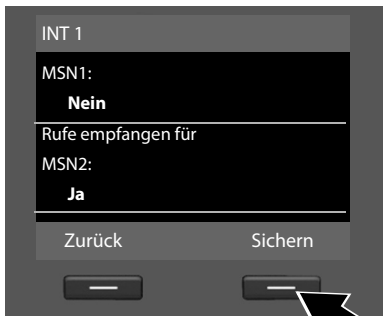 INT 1
MSN1:
Nein
Rufe empfangen für
MSN2:
Ja
Zurück Sichern